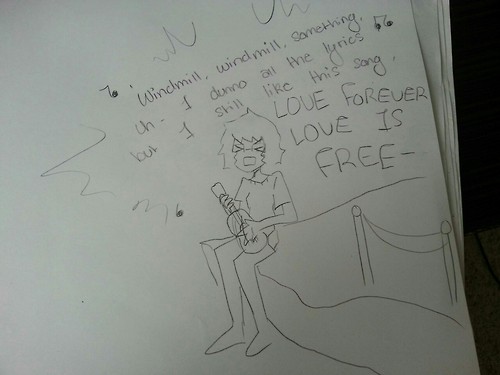 Windmill, windmill, something,
uh- I dunno all the lyrics
but I still like this song,
LOVE FOREVER
LOVE IS
FREE-